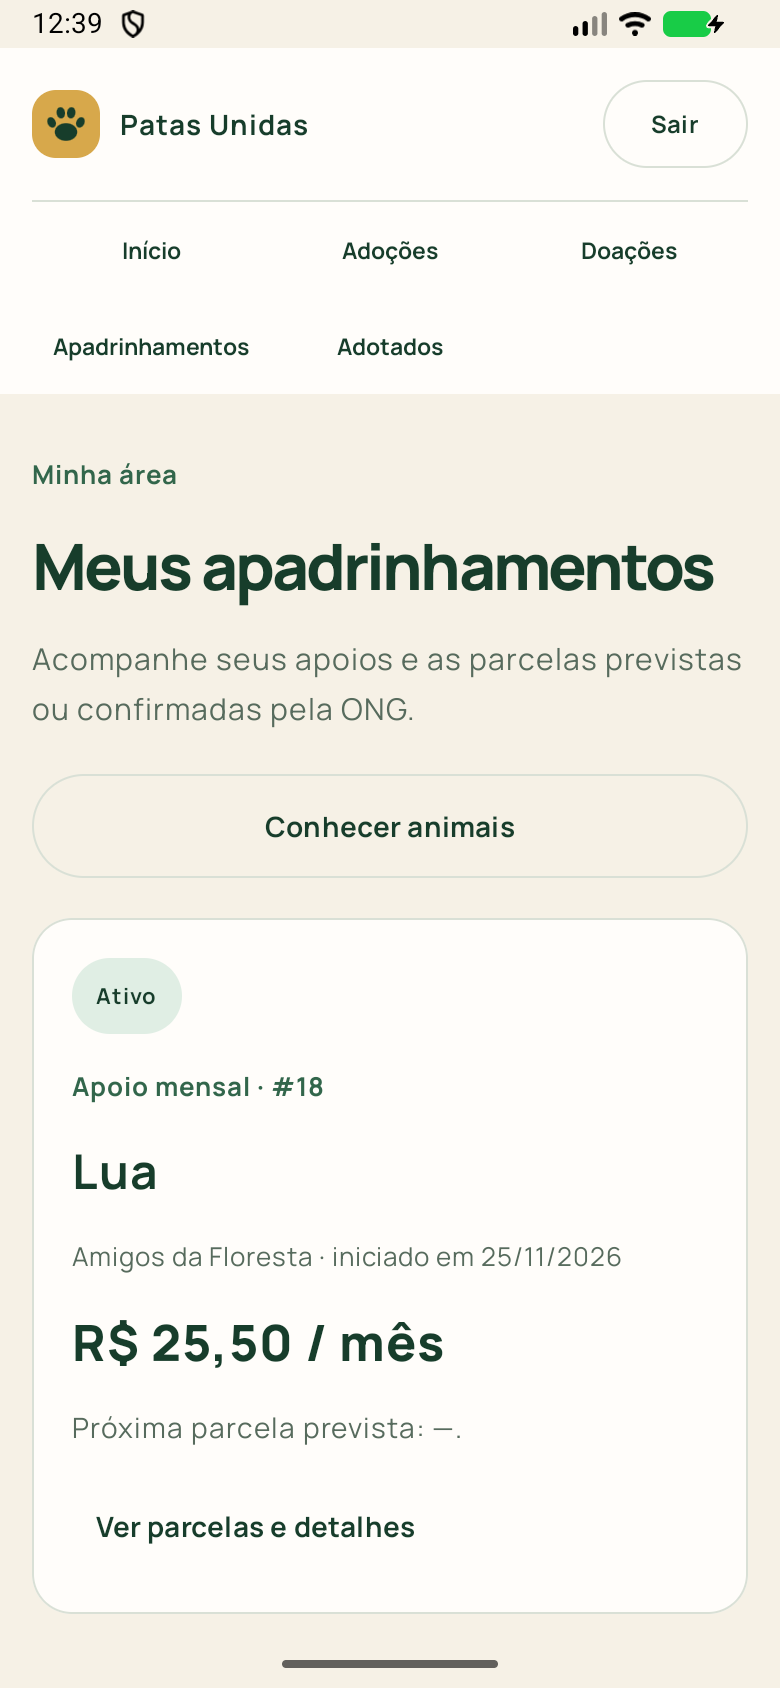 12:39
Patas Unidas
Sair
Início
Adoções
Doações
Apadrinhamentos
Adotados
Minha área
Meus apadrinhamentos
Acompanhe seus apoios e as parcelas previstas
ou confirmadas pela ONG.
Conhecer animais
Ativo
Apoio mensal · #18
Lua
Amigos da Floresta · iniciado em 25/11/2026
R$ 25,50 / mês
Próxima parcela prevista: —.
Ver parcelas e detalhes